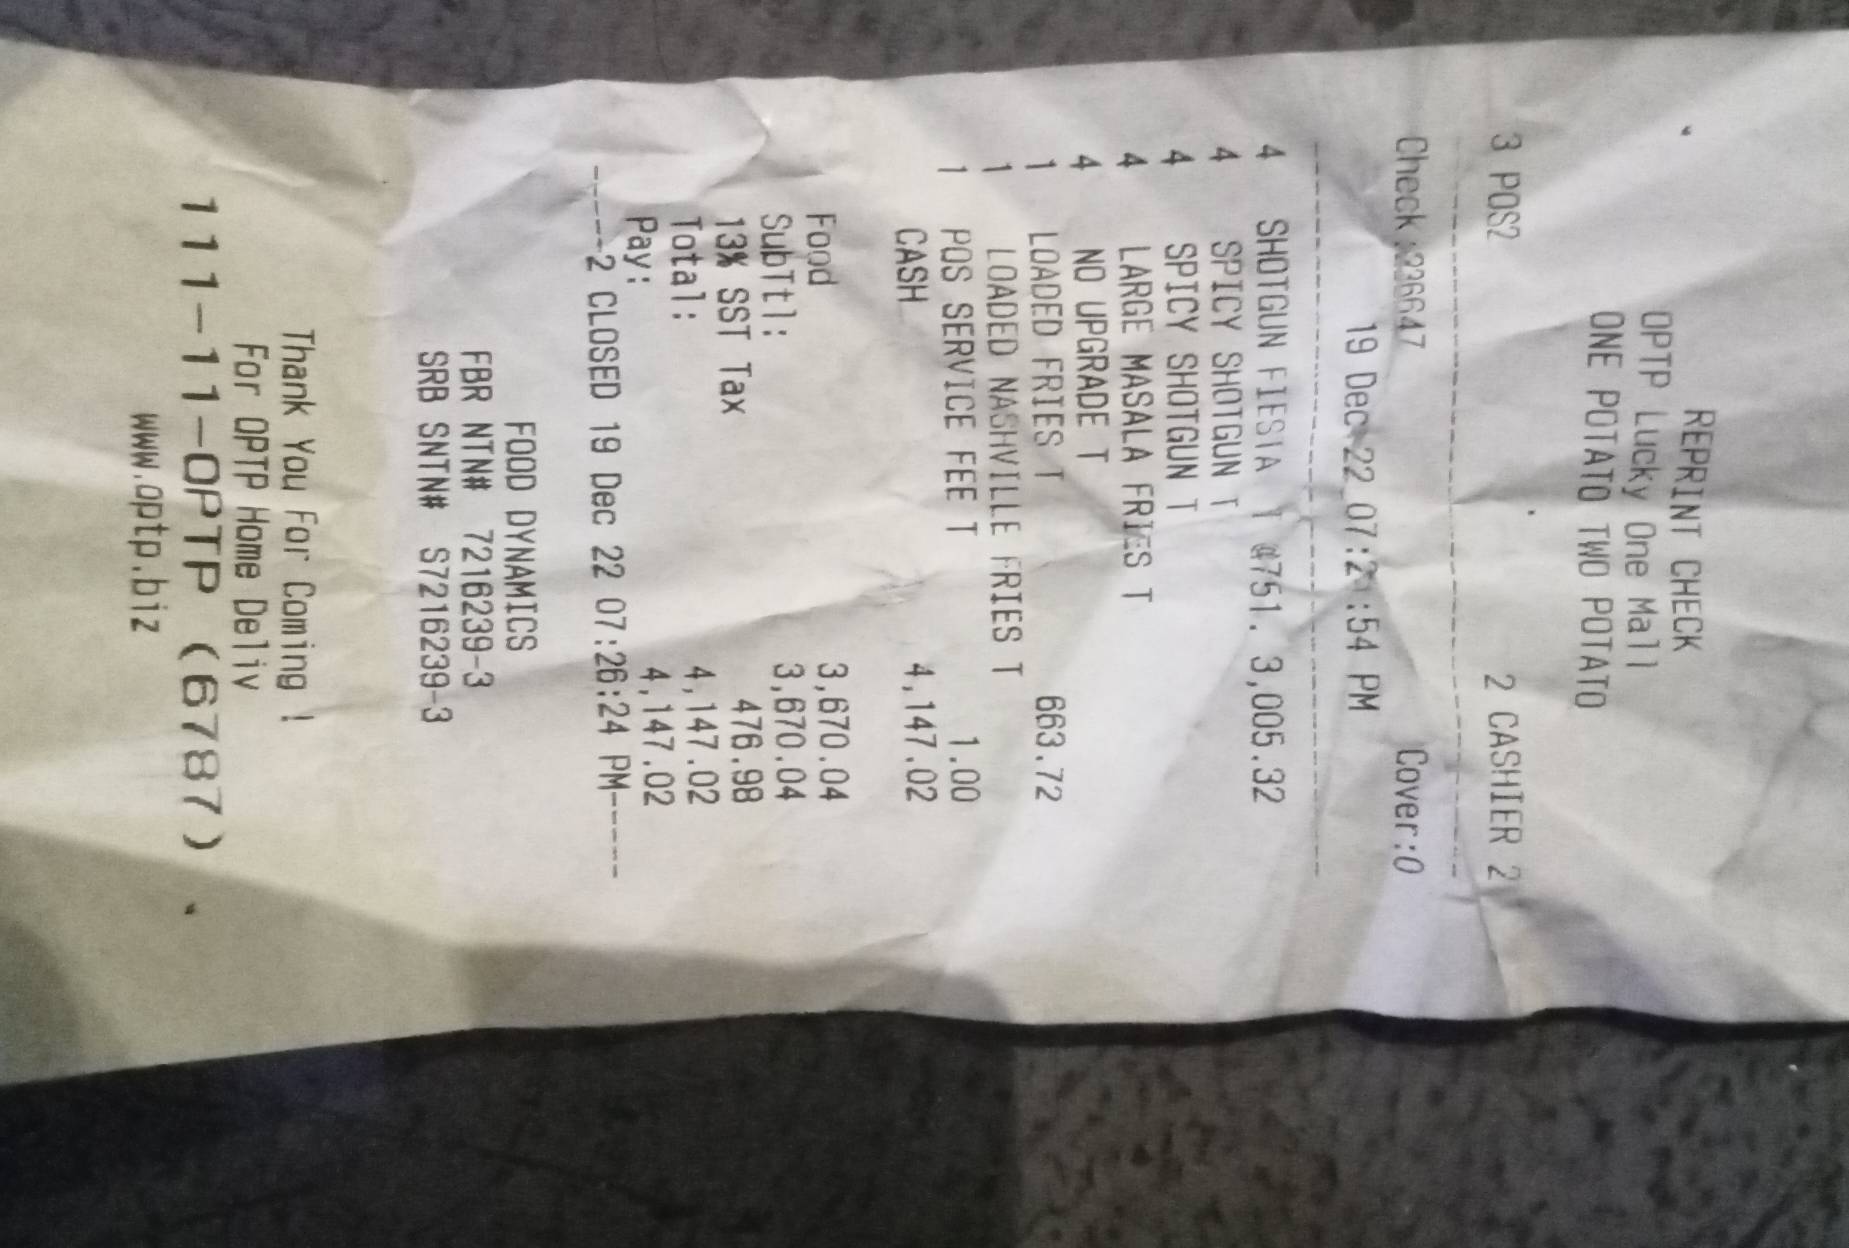 REPRINT CHECK
OPTP Lucky One Mall
ONE POTATO TWO POTATO
3 POS2 2 CASHIER 2
Check:236647 Cover:0
19 Dec 22 PM
4 SHOTGUN FIESTA T @751. 3,005.32
4 SPICY SHOTGUN T
4 SPICY SHOTGUN T
4 LARGE MASALA FRIES T
4 NO UPGRADE T
1 LOADED FRIES T 663.72
1 LOADED NASHVILLE FRIES T
1 POS SERVICE FEE T 1.00
CASH 4,147.02
Food 3,670.04
SubTtl: 3,670.04
13% SST Tax 476.98
Total: 4,147.02
Pay: 4,147.02
-----2 CLOSED 19 Dec 22 07:26:24 PM-----
FOOD DYNAMICS
FBR NTN# 7216239-3
SRB SNTN# S7216239-3
Thank You For Coming !
For OPTP Home Deliv
111-11-OPTP (6787)
www.optp.biz